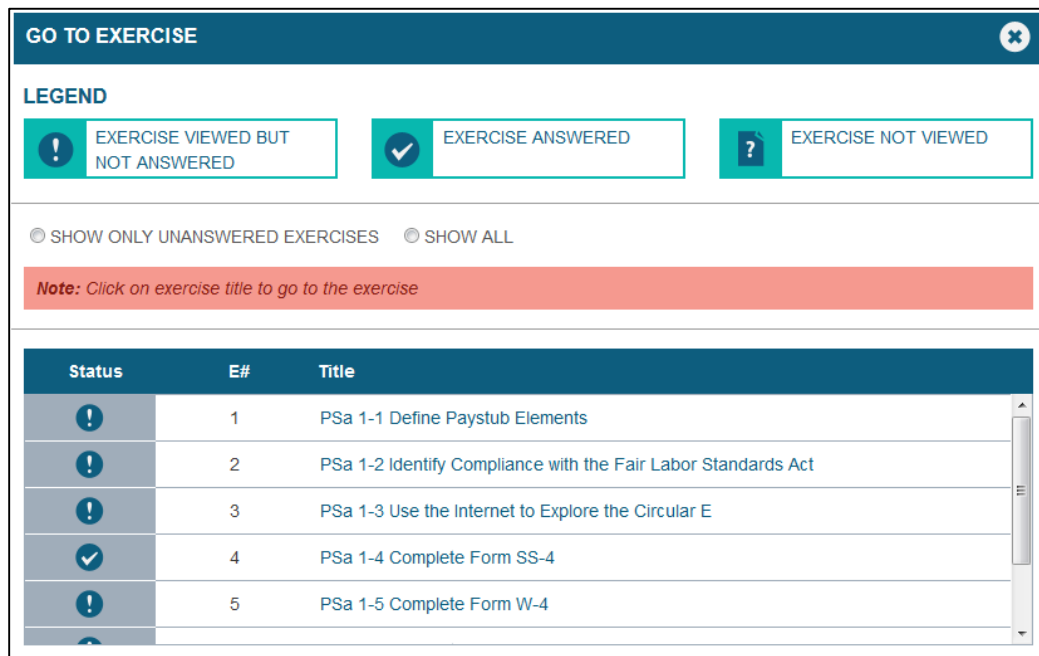 GO TO EXERCISE
LEGEND
EXERCISE VIEWED BUT
NOT ANSWERED
EXERCISE ANSWERED
EXERCISE NOT VIEWED
SHOW ONLY UNANSWERED EXERCISES SHOW ALL
Note: Click on exercise title to go to the exercise
Status E# Title
1 PSa 1-1 Define Paystub Elements
2 PSa 1-2 Identify Compliance with the Fair Labor Standards Act
3 PSa 1-3 Use the Internet to Explore the Circular E
4 PSa 1-4 Complete Form SS-4
5 PSa 1-5 Complete Form W-4